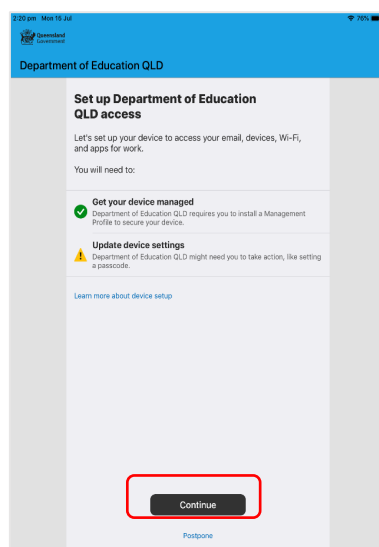 2:20 pm Mon 16 Jul
76%
Queensland
Government
Department of Education QLD
Set up Department of Education
QLD access
Let's set up your device to access your email, devices, Wi-Fi,
and apps for work.
You will need to:
Get your device managed
Department of Education QLD requires you to install a Management
Profile to secure your device.
Update device settings
Department of Education QLD might need you to take action, like setting
a passcode.
Learn more about device setup
Continue
Postpone